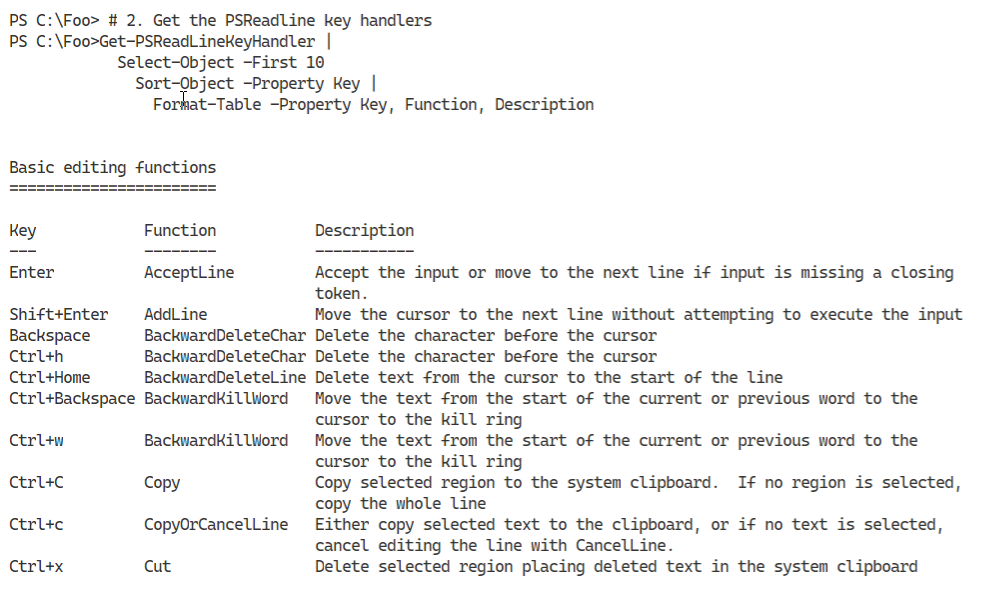 PS C:\Foo> # 2. Get the PSReadline key handlers
PS C:\Foo>Get-PSReadLineKeyHandler |
            Select-Object -First 10
              Sort-Object -Property Key |
                Format-Table -Property Key, Function, Description
Basic editing functions
=======================
Key            Function           Description
---            --------           -----------
Enter          AcceptLine         Accept the input or move to the next line if input is missing a closing
                                  token.
Shift+Enter    AddLine            Move the cursor to the next line without attempting to execute the input
Backspace      BackwardDeleteChar Delete the character before the cursor
Ctrl+h         BackwardDeleteChar Delete the character before the cursor
Ctrl+Home      BackwardDeleteLine Delete text from the cursor to the start of the line
Ctrl+Backspace BackwardKillWord   Move the text from the start of the current or previous word to the
                                  cursor to the kill ring
Ctrl+w         BackwardKillWord   Move the text from the start of the current or previous word to the
                                  cursor to the kill ring
Ctrl+C         Copy               Copy selected region to the system clipboard.  If no region is selected,
                                  copy the whole line
Ctrl+c         CopyOrCancelLine   Either copy selected text to the clipboard, or if no text is selected,
                                  cancel editing the line with CancelLine.
Ctrl+x         Cut                Delete selected region placing deleted text in the system clipboard